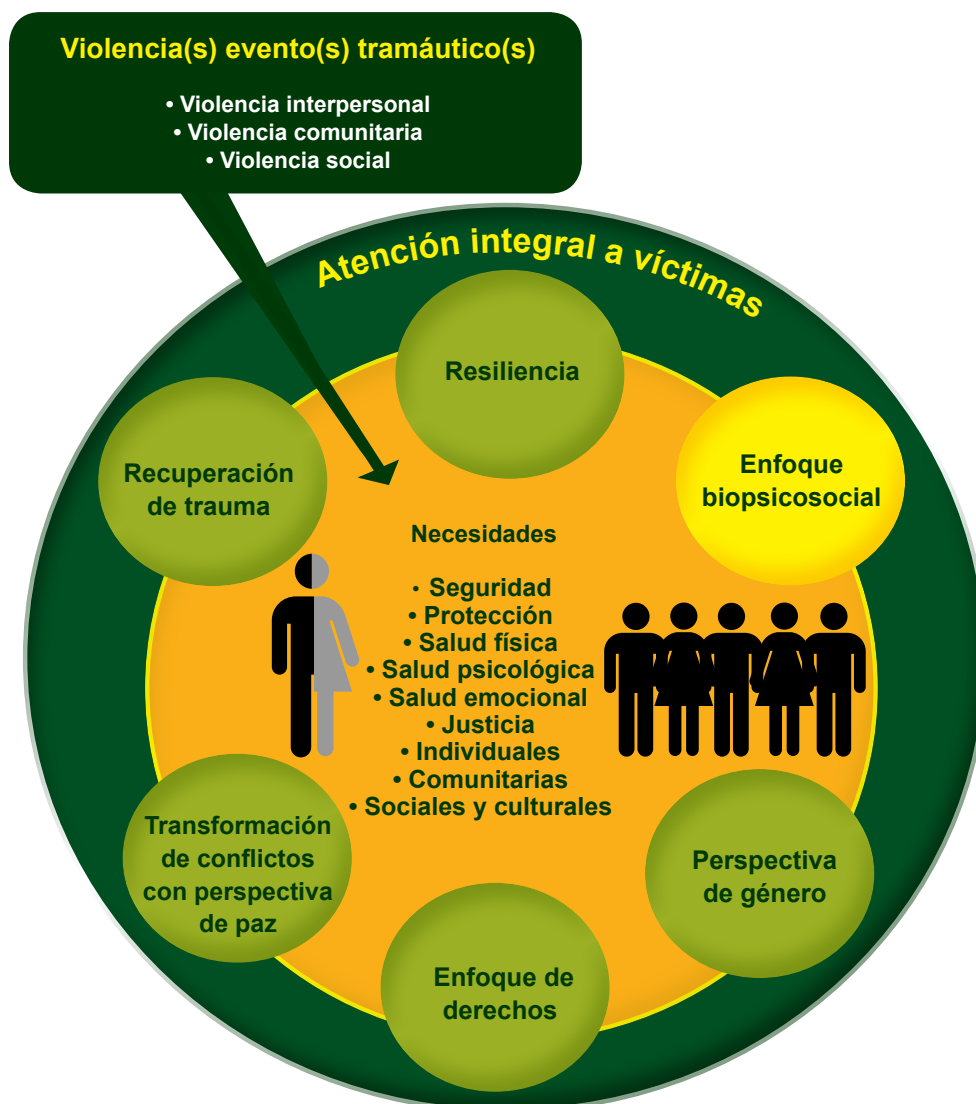 Violencia(s) evento(s) tramáutico(s)
• Violencia interpersonal
• Violencia comunitaria
• Violencia social
Atención integral a víctimas
Resiliencia
Enfoque
biopsicosocial
Recuperación
de trauma
Necesidades
• Seguridad
• Protección
• Salud física
• Salud psicológica
• Salud emocional
• Justicia
• Individuales
• Comunitarias
• Sociales y culturales
Transformación
de conflictos
con perspectiva
de paz
Perspectiva
de género
Enfoque de
derechos